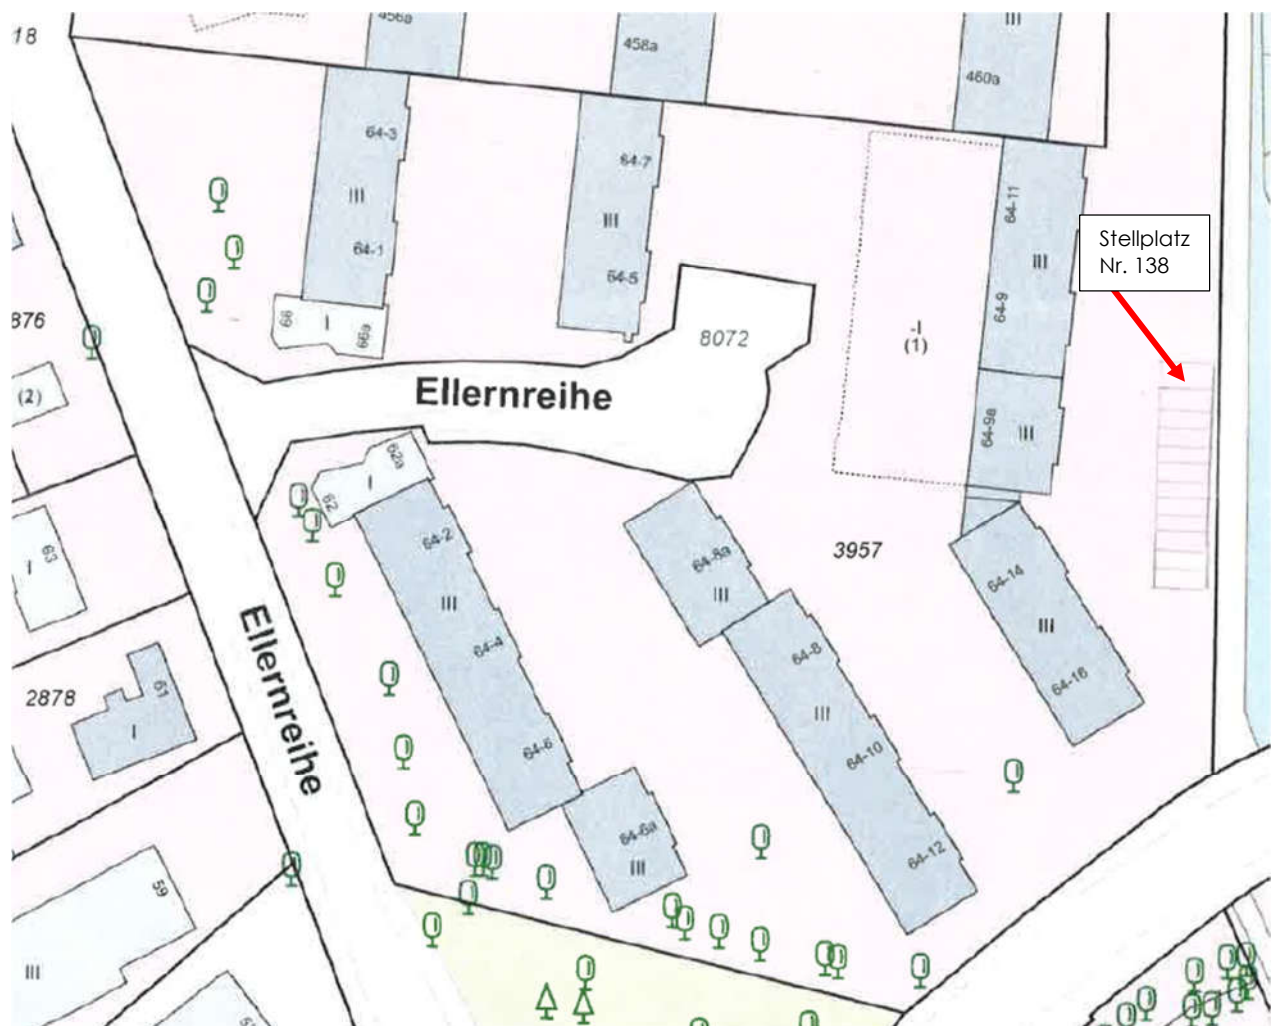 18
456a
458a
III
460a
64-3
III
64-1
64-7
III
64-5
64-11
III
64-9
Stellplatz
Nr. 138
66
I
66a
876
8072
-I
(1)
(2)
Ellernreihe
64-9a
III
62a
I
62
64-2
III
64-4
64-6
64-8a
III
3957
64-14
III
64-16
63
I
Ellernreihe
64-8
III
64-10
64-12
2878
61
I
64-6a
III
59
III